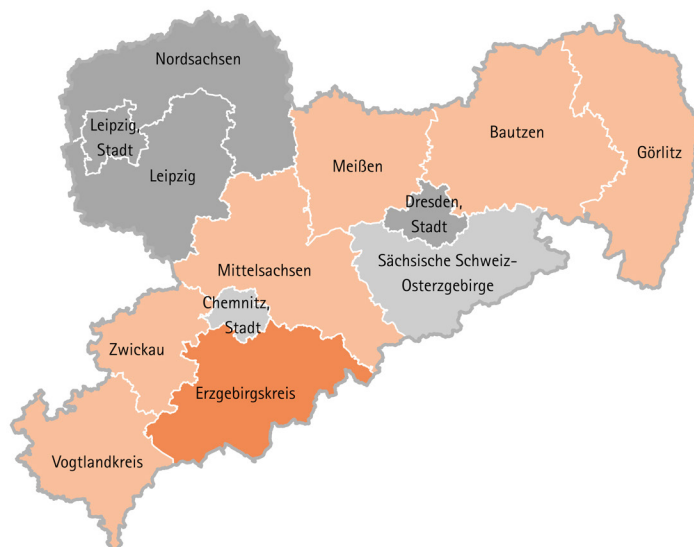 Nordsachsen
Leipzig,
Stadt
Leipzig
Meißen
Bautzen
Görlitz
Dresden,
Stadt
Sächsische Schweiz-
Osterzgebirge
Mittelsachsen
Chemnitz,
Stadt
Zwickau
Erzgebirgskreis
Vogtlandkreis